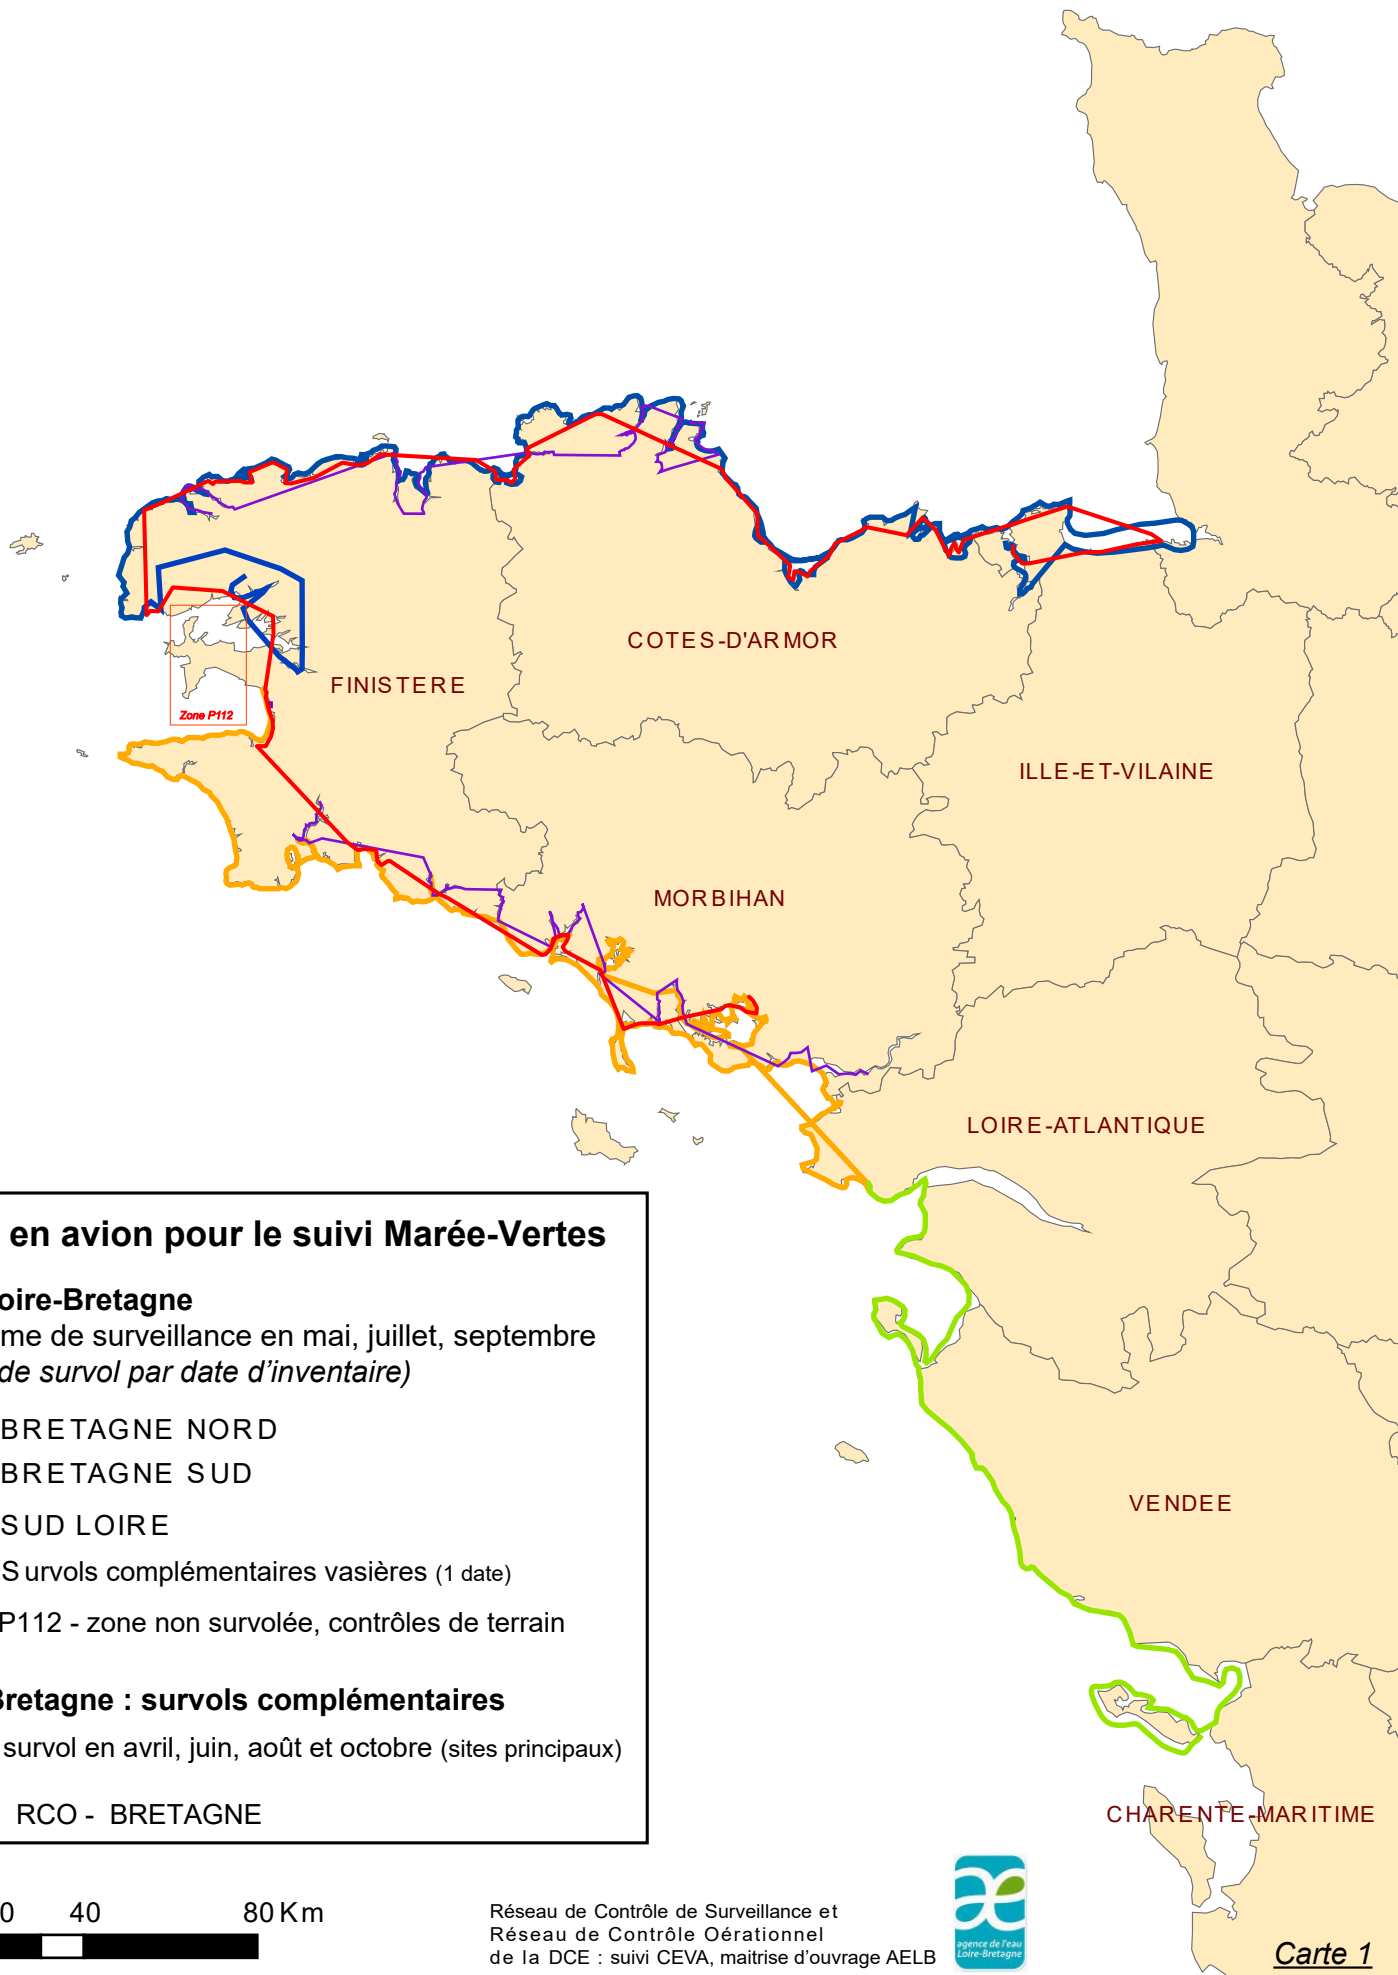 COTES-D'ARMOR
FINISTERE
Zone P112
ILLE-ET-VILAINE
MORBIHAN
LOIRE-ATLANTIQUE
en avion pour le suivi Marée-Vertes
oire-Bretagne
me de surveillance en mai, juillet, septembre
de survol par date d'inventaire)
BRETAGNE NORD
BRETAGNE SUD
SUD LOIRE
Survols complémentaires vasières (1 date)
P112 - zone non survolée, contrôles de terrain
Bretagne : survols complémentaires
survol en avril, juin, août et octobre (sites principaux)
RCO - BRETAGNE
VENDEE
CHARENTE-MARITIME
0 40 80 Km
Réseau de Contrôle de Surveillance et
Réseau de Contrôle Oérationnel
de la DCE : suivi CEVA, maitrise d'ouvrage AELB
agence de l'eau
Loire-Bretagne
Carte 1